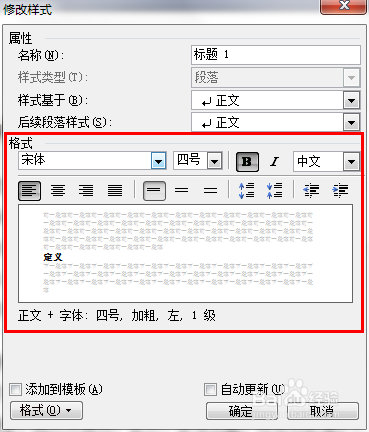 修改样式
属性
名称(N): 标题 1
样式类型(T): 段落
样式基于(B): ↵ 正文
后续段落样式(S): ↵ 正文
格式
宋体 四号 B I 中文
定义
正文 + 字体: 四号, 加粗, 左, 1 级
添加到模板(A) 自动更新(U)
格式(O) 确定 取消
Baidu 经验